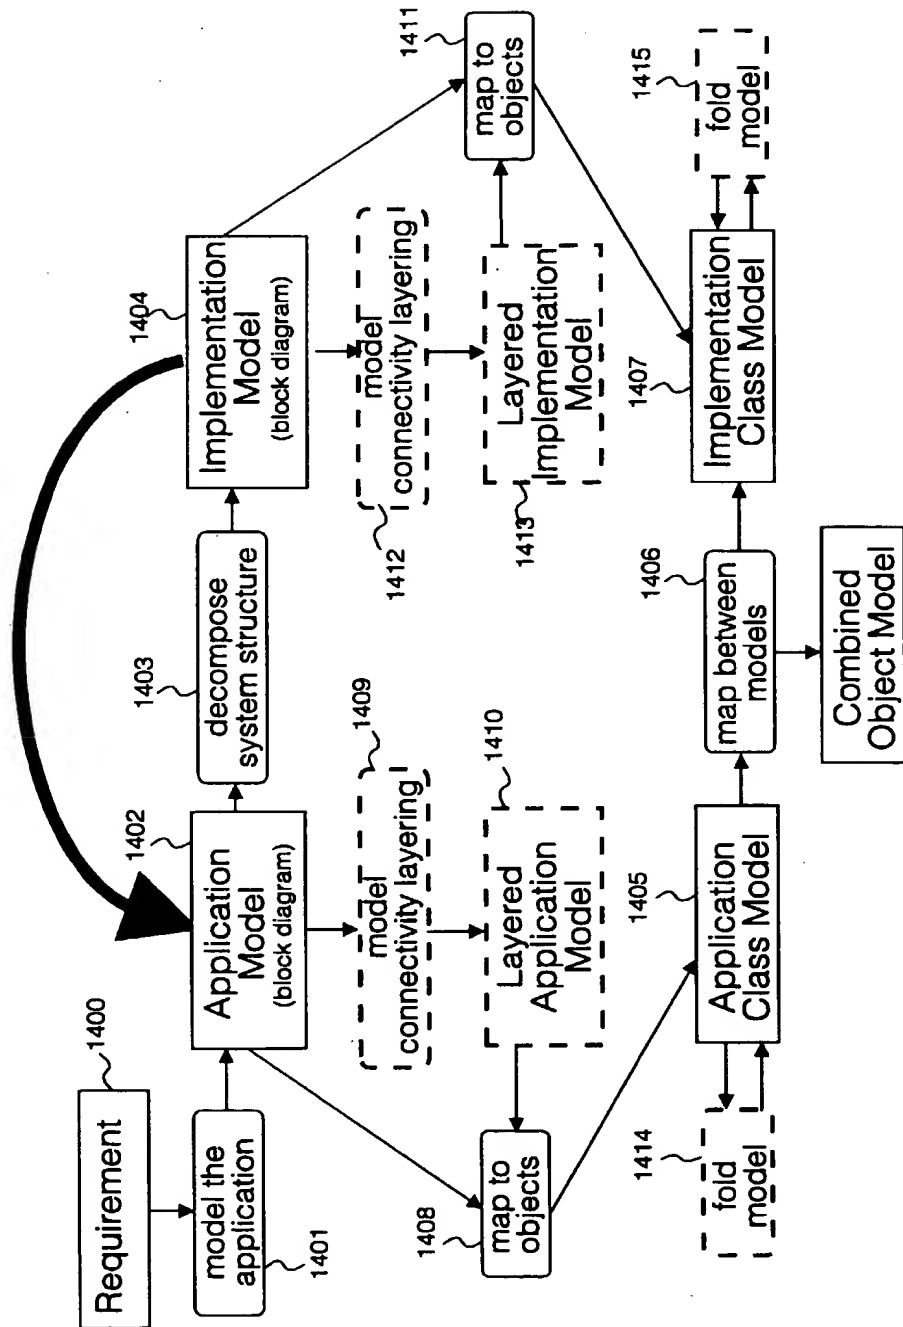 Requirement
1400
model the
application
1401
Application
Model
(block diagram)
1402
decompose
system structure
1403
Implementation
Model
(block diagram)
1404
model
connectivity layering
1409
model
connectivity layering
1412
Layered
Application
Model
1410
Layered
Implementation
Model
1413
map to
objects
1408
map to
objects
1411
fold
model
1414
Application
Class Model
1405
map between
models
1406
Implementation
Class Model
1407
fold
model
1415
Combined
Object Model